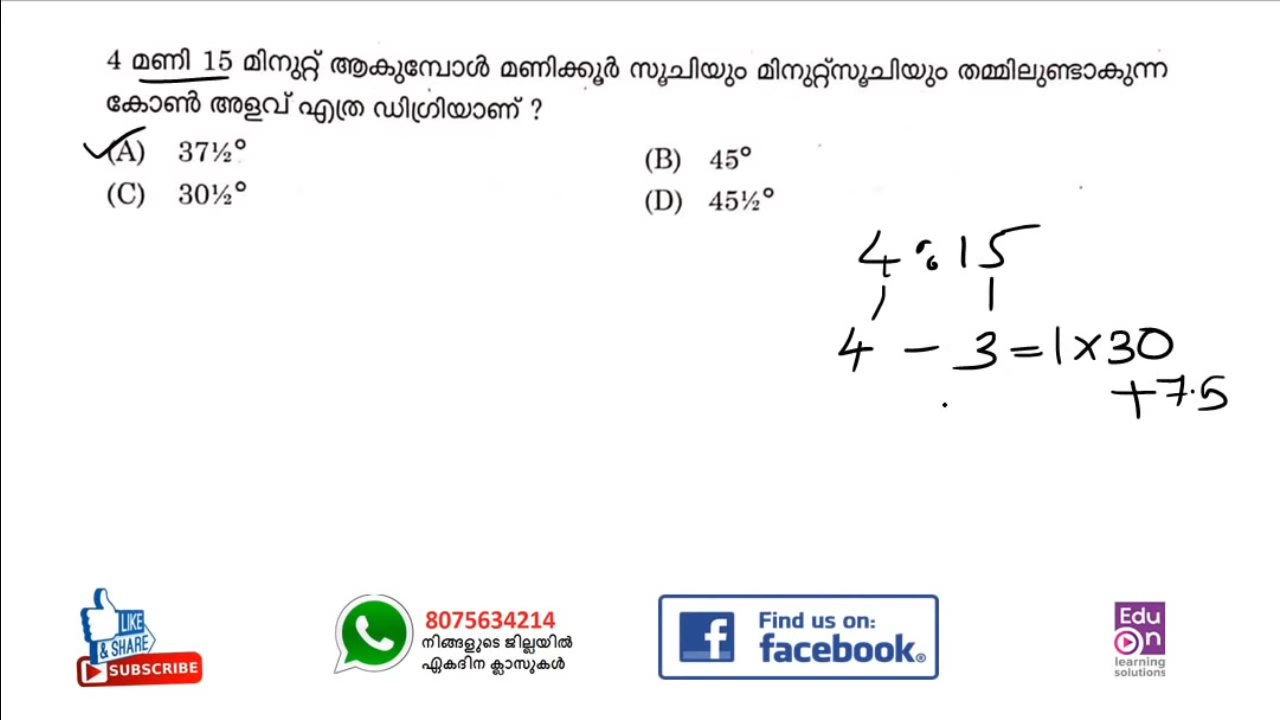 4 മണി 15 മിനുറ്റ് ആകുമ്പോൾ മണിക്കൂർ സൂചിയും മിനുറ്റ്സൂചിയും തമ്മിലുണ്ടാകുന്ന
കോൺ അളവ് എത്ര ഡിഗ്രിയാണ് ?
(A) 37½° (B) 45°
(C) 30½° (D) 45½°
4:15
4 - 3 = 1 × 30
+7.5
LIKE
& SHARE
SUBSCRIBE
8075634214
നിങ്ങളുടെ ജില്ലയിൽ
ഏകദിന ക്ലാസുകൾ
f Find us on:
facebook®
Edu
On
learning
solutions